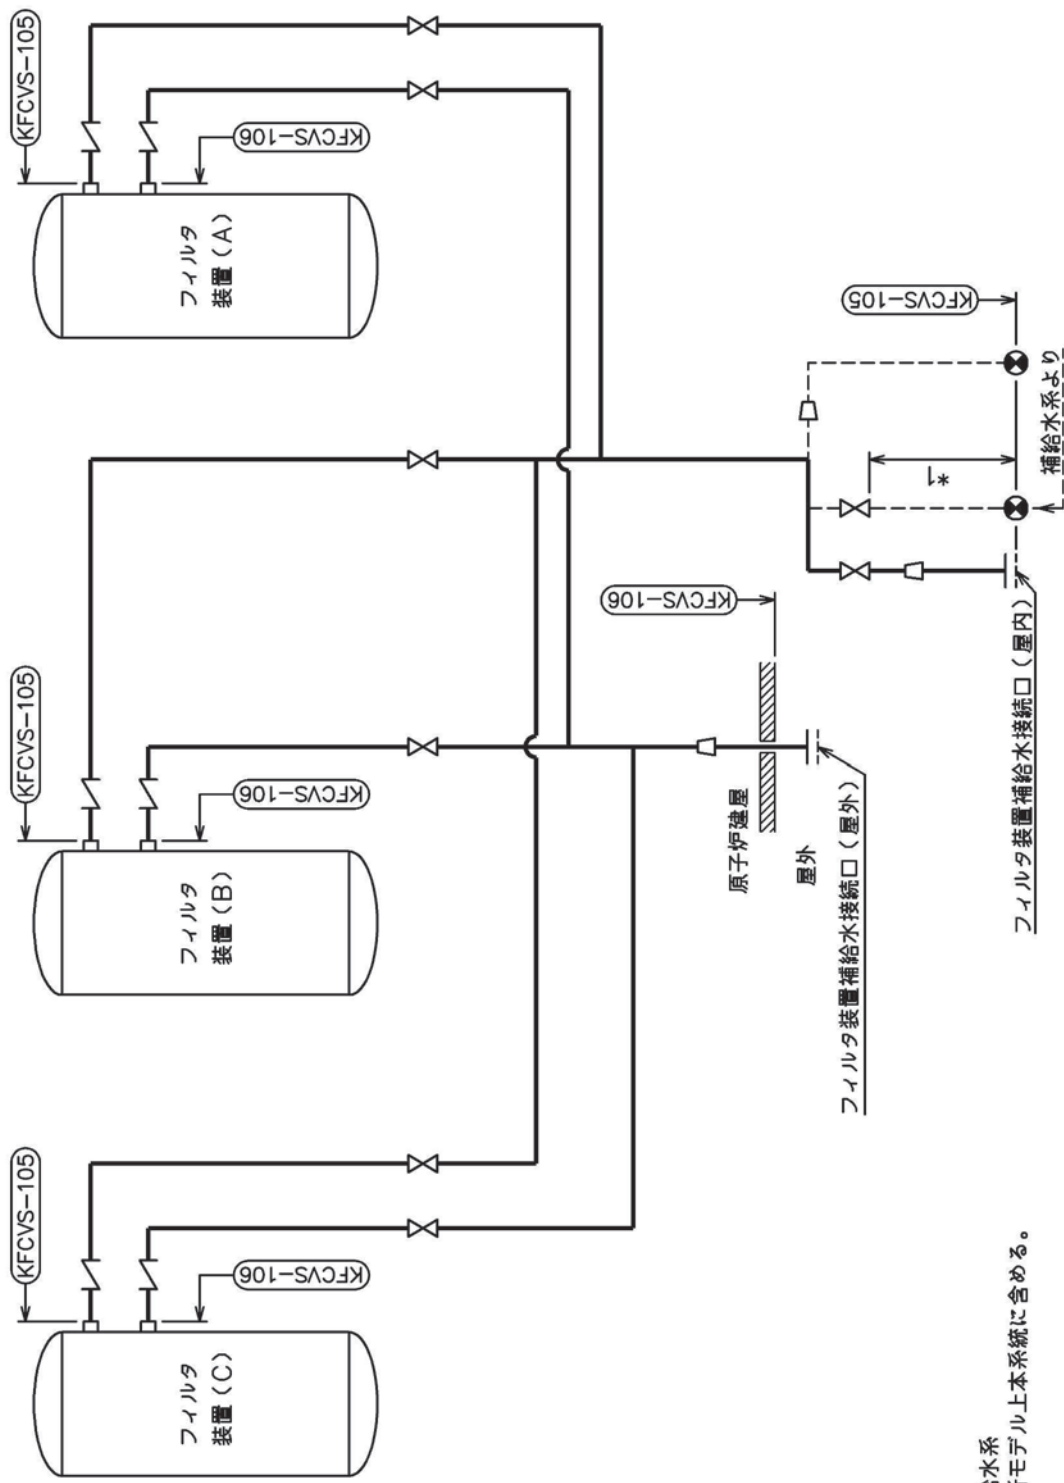 KFCVS-105
KFCVS-106
フィルタ
装置(C)
KFCVS-105
KFCVS-106
フィルタ
装置(B)
KFCVS-105
KFCVS-106
フィルタ
装置(A)
KFCVS-106
原子炉建屋
屋外
フィルタ装置補給水接続口(屋外)
KFCVS-105
*1
補給水系より
フィルタ装置補給水接続口(屋内)
水系
モデル上本系統に含める。